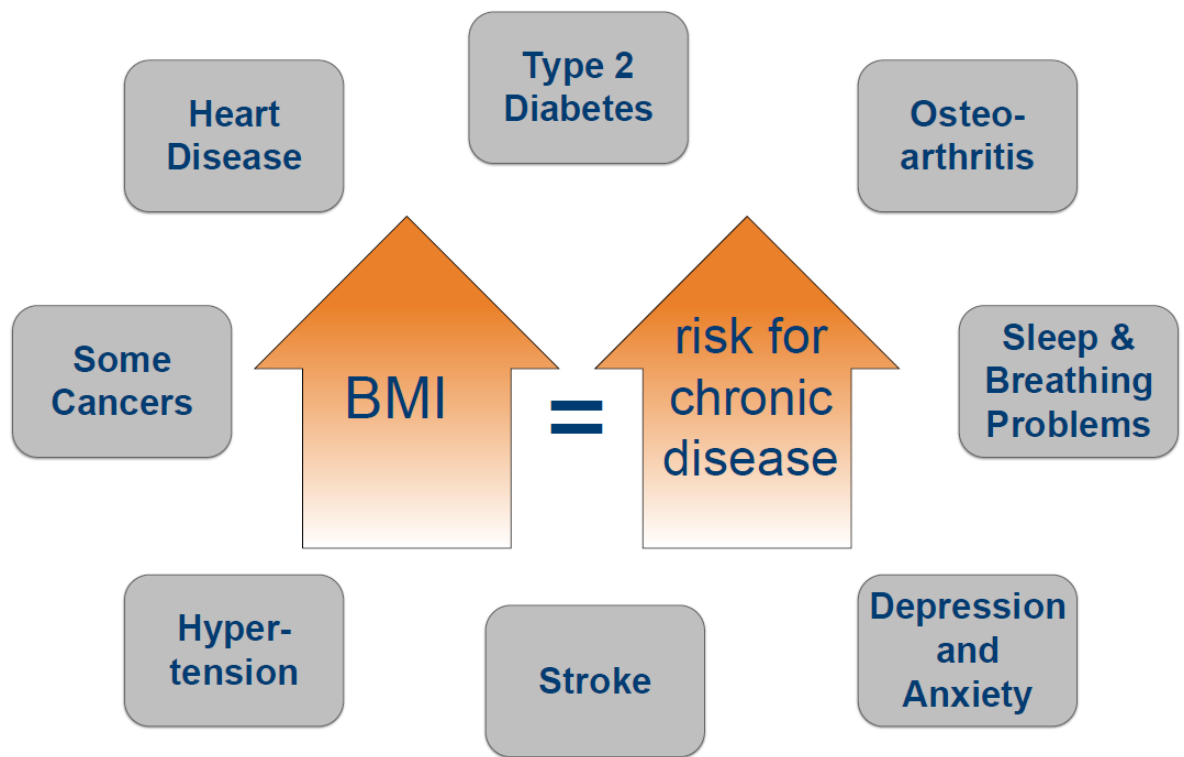 Type 2
Diabetes
Heart
Disease
Osteo-
arthritis
Some
Cancers
BMI
=
risk for
chronic
disease
Sleep &
Breathing
Problems
Hyper-
tension
Stroke
Depression
and
Anxiety